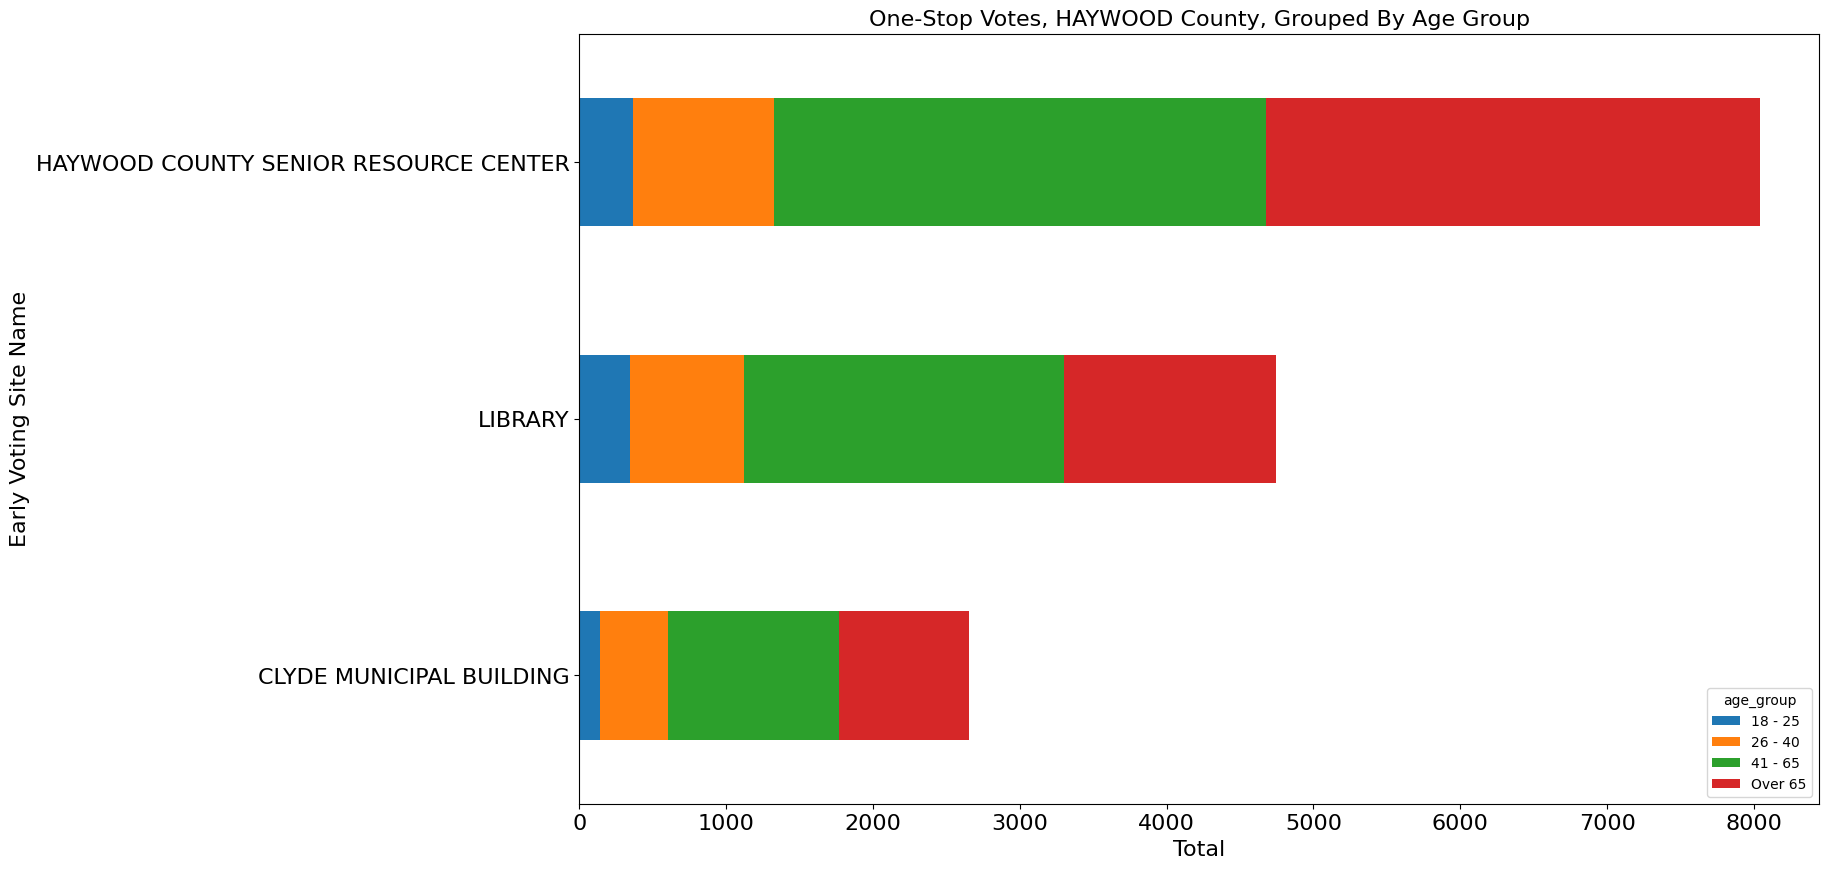 One-Stop Votes, HAYWOOD County, Grouped By Age Group
Early Voting Site Name
HAYWOOD COUNTY SENIOR RESOURCE CENTER
LIBRARY
CLYDE MUNICIPAL BUILDING
age_group
18 - 25
26 - 40
41 - 65
Over 65
0 1000 2000 3000 4000 5000 6000 7000 8000
Total